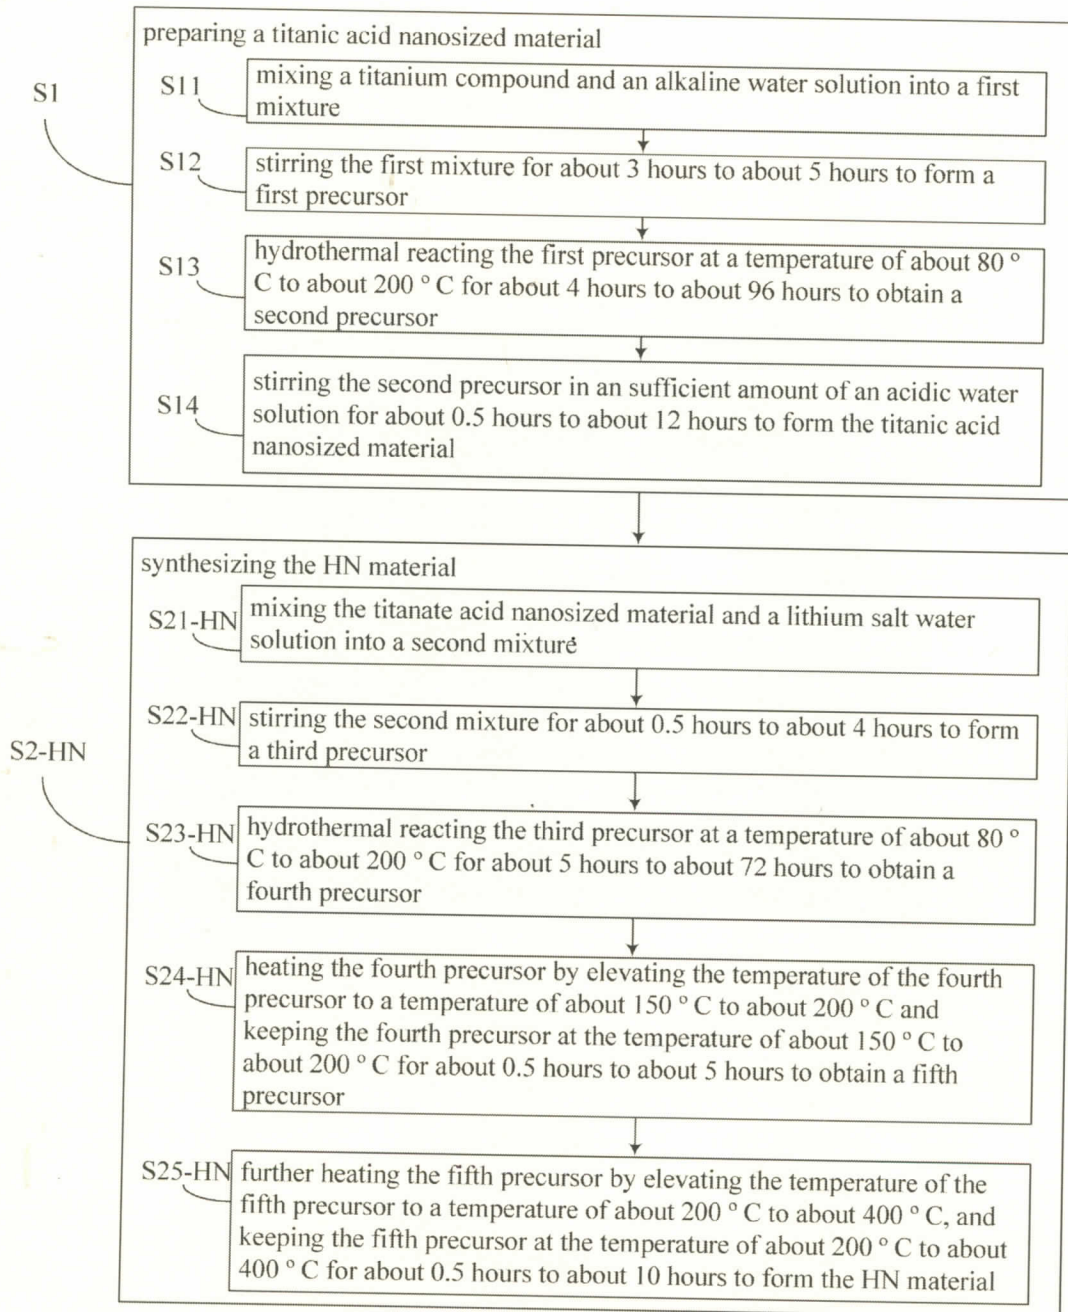 preparing a titanic acid nanosized material
S1
S11
mixing a titanium compound and an alkaline water solution into a first
mixture
S12
stirring the first mixture for about 3 hours to about 5 hours to form a
first precursor
S13
hydrothermal reacting the first precursor at a temperature of about 80 °
C to about 200 ° C for about 4 hours to about 96 hours to obtain a
second precursor
S14
stirring the second precursor in an sufficient amount of an acidic water
solution for about 0.5 hours to about 12 hours to form the titanic acid
nanosized material
synthesizing the HN material
S2-HN
S21-HN
mixing the titanate acid nanosized material and a lithium salt water
solution into a second mixture
S22-HN
stirring the second mixture for about 0.5 hours to about 4 hours to form
a third precursor
S23-HN
hydrothermal reacting the third precursor at a temperature of about 80 °
C to about 200 ° C for about 5 hours to about 72 hours to obtain a
fourth precursor
S24-HN
heating the fourth precursor by elevating the temperature of the fourth
precursor to a temperature of about 150 ° C to about 200 ° C and
keeping the fourth precursor at the temperature of about 150 ° C to
about 200 ° C for about 0.5 hours to about 5 hours to obtain a fifth
precursor
S25-HN
further heating the fifth precursor by elevating the temperature of the
fifth precursor to a temperature of about 200 ° C to about 400 ° C, and
keeping the fifth precursor at the temperature of about 200 ° C to about
400 ° C for about 0.5 hours to about 10 hours to form the HN material